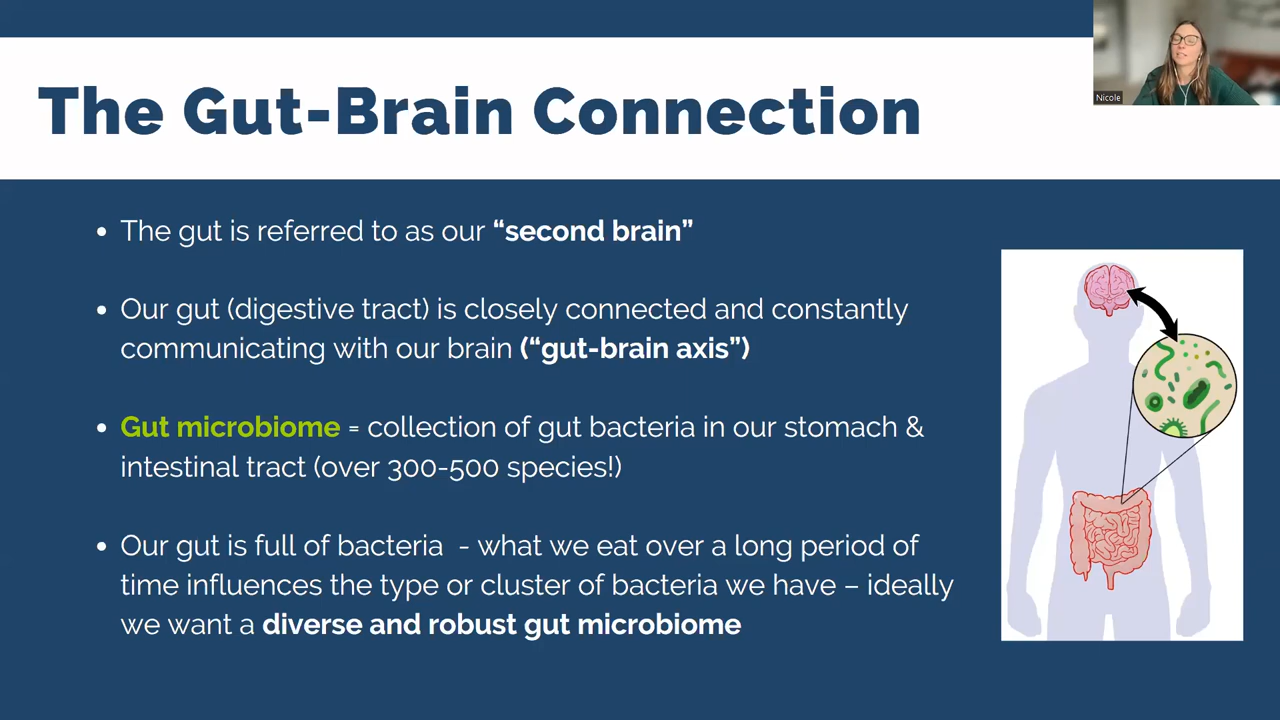 The Gut-Brain Connection
Nicole
• The gut is referred to as our “second brain”
• Our gut (digestive tract) is closely connected and constantly
communicating with our brain (“gut-brain axis”)
• Gut microbiome = collection of gut bacteria in our stomach &
intestinal tract (over 300-500 species!)
• Our gut is full of bacteria - what we eat over a long period of
time influences the type or cluster of bacteria we have – ideally
we want a diverse and robust gut microbiome